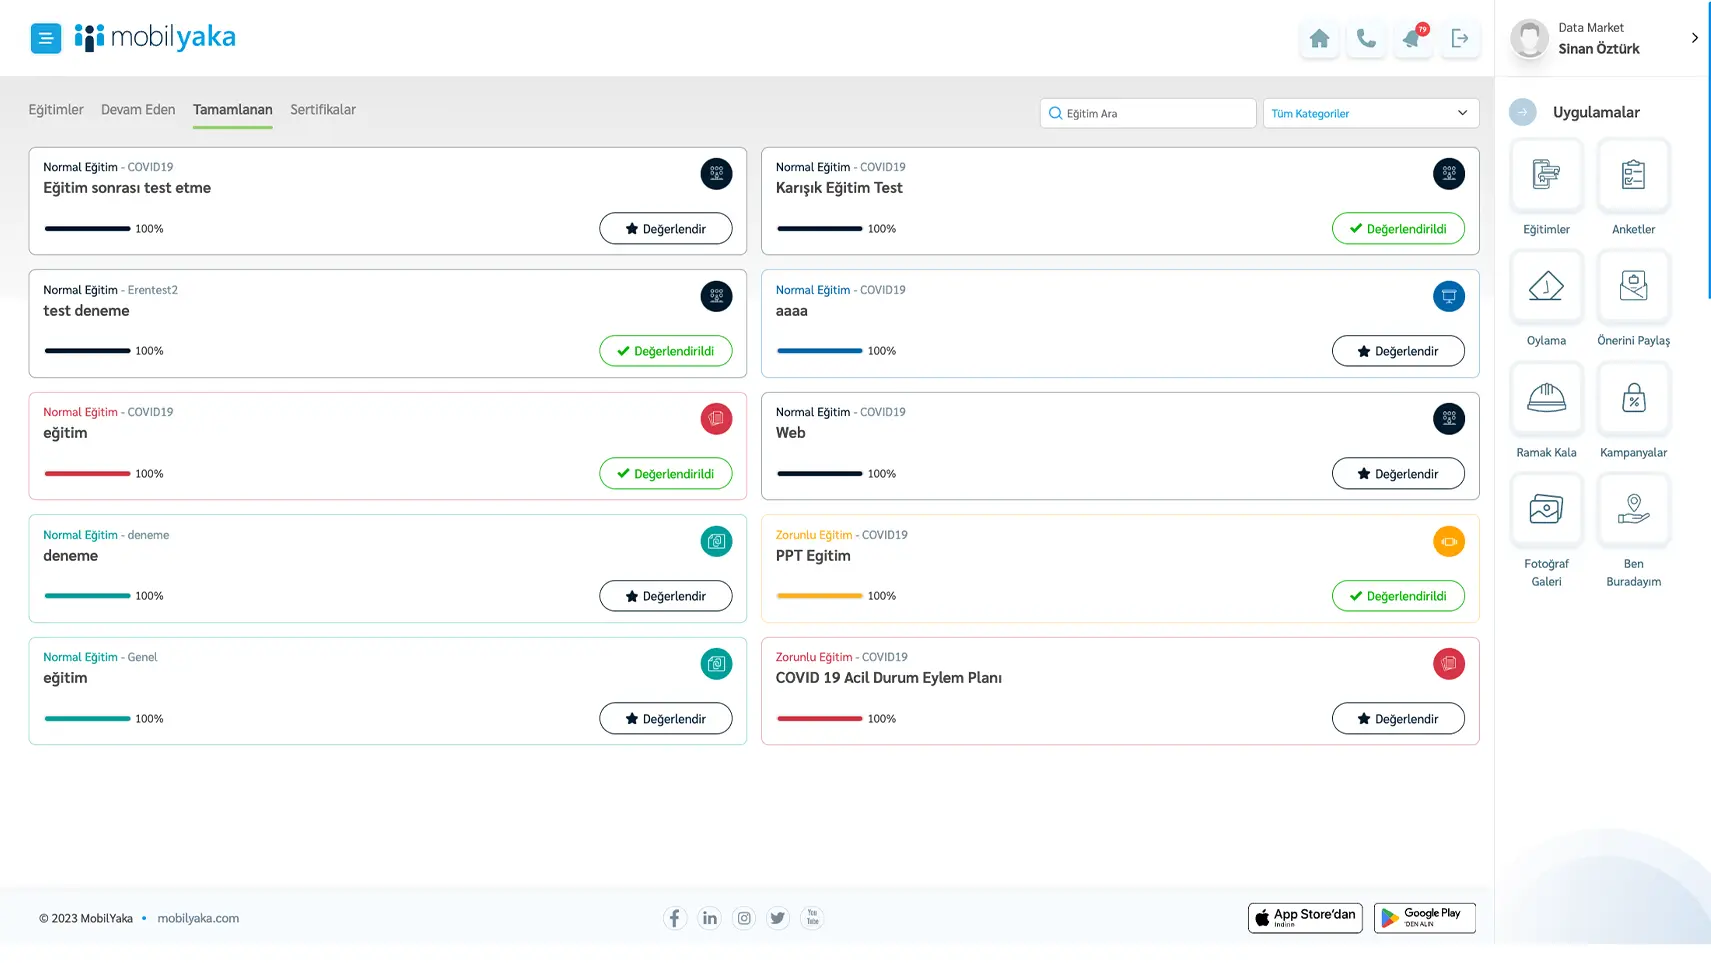 mobilyaka
79
Data Market
Sinan Öztürk
Eğitimler
Devam Eden
Tamamlanan
Sertifikalar
Eğitim Ara
Tüm Kategoriler
Normal Eğitim - COVID19
Eğitim sonrası test etme
100%
Değerlendir
Normal Eğitim - COVID19
Karışık Eğitim Test
100%
Değerlendirildi
Normal Eğitim - Erentest2
test deneme
100%
Değerlendirildi
Normal Eğitim - COVID19
aaaa
100%
Değerlendir
Normal Eğitim - COVID19
eğitim
100%
Değerlendirildi
Normal Eğitim - COVID19
Web
100%
Değerlendir
Normal Eğitim - deneme
deneme
100%
Değerlendir
Zorunlu Eğitim - COVID19
PPT Egitim
100%
Değerlendirildi
Normal Eğitim - Genel
eğitim
100%
Değerlendir
Zorunlu Eğitim - COVID19
COVID 19 Acil Durum Eylem Planı
100%
Değerlendir
Uygulamalar
Eğitimler
Anketler
Oylama
Önerini Paylaş
Ramak Kala
Kampanyalar
Fotoğraf
Galeri
Ben
Buradayım
© 2023 MobilYaka • mobilyaka.com
You
Tube
App Store'dan
İndirin
Google Play
'DEN ALIN